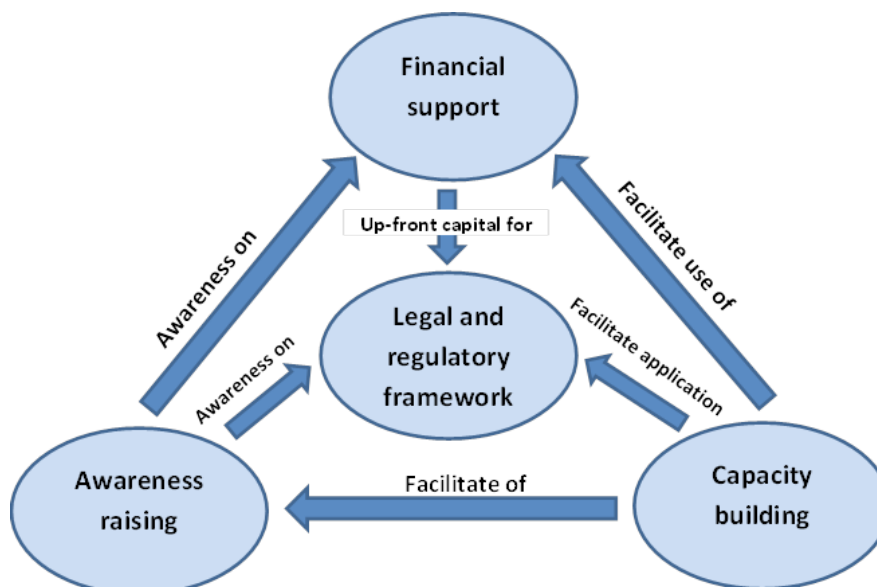 Financial
support
Awareness on
Up-front capital for
Facilitate use of
Legal and
regulatory
framework
Awareness on
Facilitate application
Awareness
raising
Facilitate of
Capacity
building